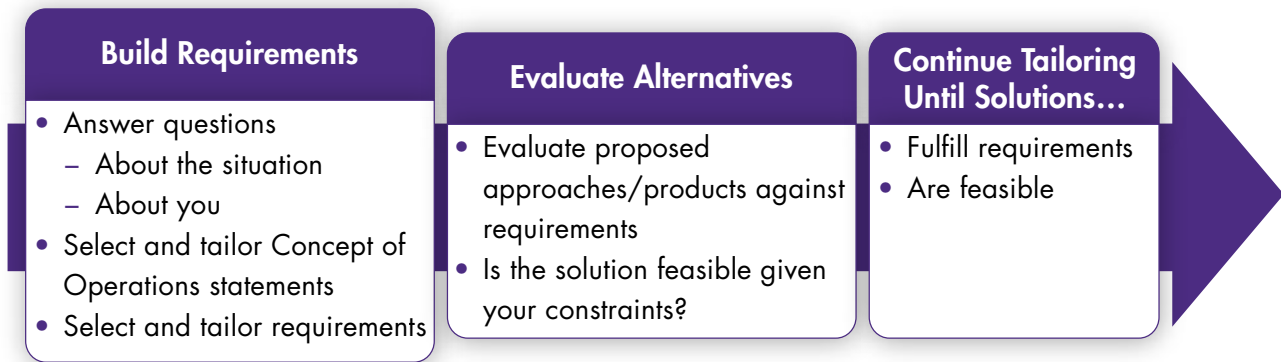 Build Requirements
• Answer questions
– About the situation
– About you
• Select and tailor Concept of
Operations statements
• Select and tailor requirements
Evaluate Alternatives
• Evaluate proposed
approaches/products against
requirements
• Is the solution feasible given
your constraints?
Continue Tailoring
Until Solutions...
• Fulfill requirements
• Are feasible